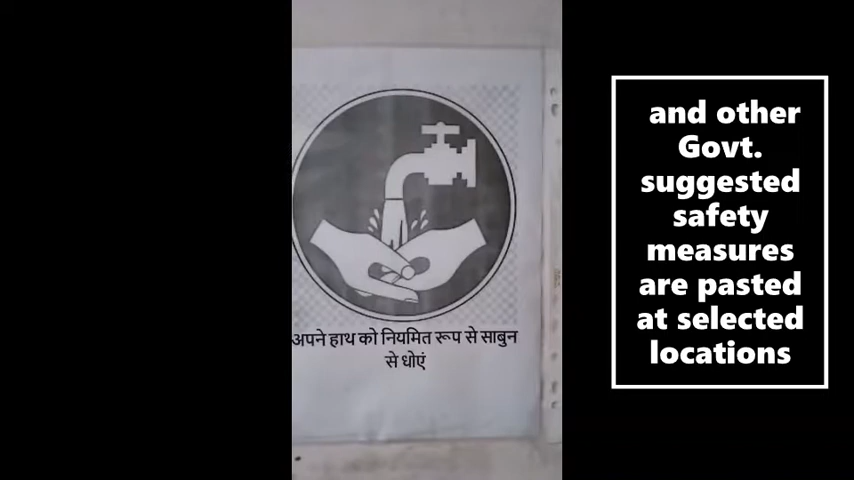 अपने हाथ को नियमित रूप से साबुन
से धोएं
and other
Govt.
suggested
safety
measures
are pasted
at selected
locations